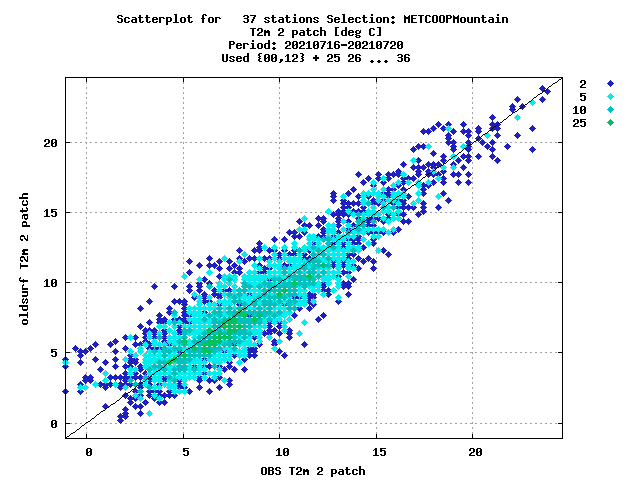 Scatterplot for   37 stations Selection: METCOOPMountain
T2m 2 patch [deg C]
Period: 20210716-20210720
Used {00,12} + 25 26 ... 36
2
5
10
25
20
15
10
5
0
oldsurf T2m 2 patch
0 5 10 15 20
OBS T2m 2 patch